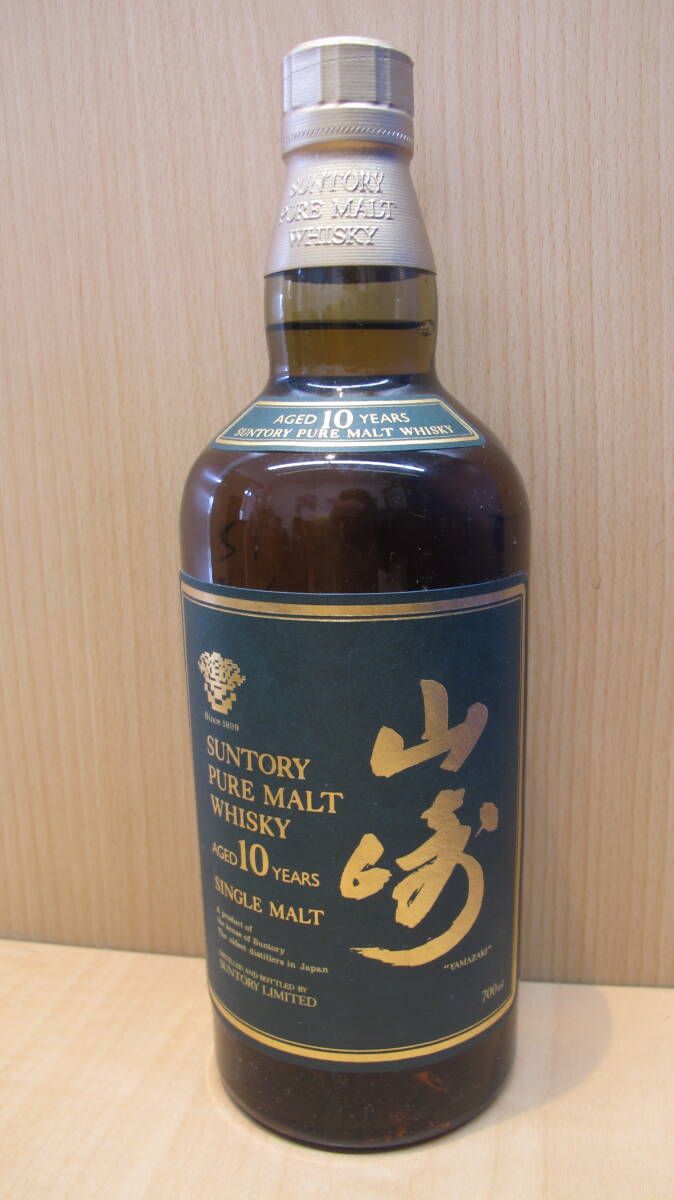 SUNTORY
PURE MALT
WHISKY
AGED 10 YEARS
SUNTORY PURE MALT WHISKY
Since 1899
SUNTORY
PURE MALT
WHISKY
AGED 10 YEARS
SINGLE MALT
A product of
the house of Suntory
The oldest distillers in Japan
DISTILLED AND BOTTLED BY
SUNTORY LIMITED
山崎
"YAMAZAKI"
700ml